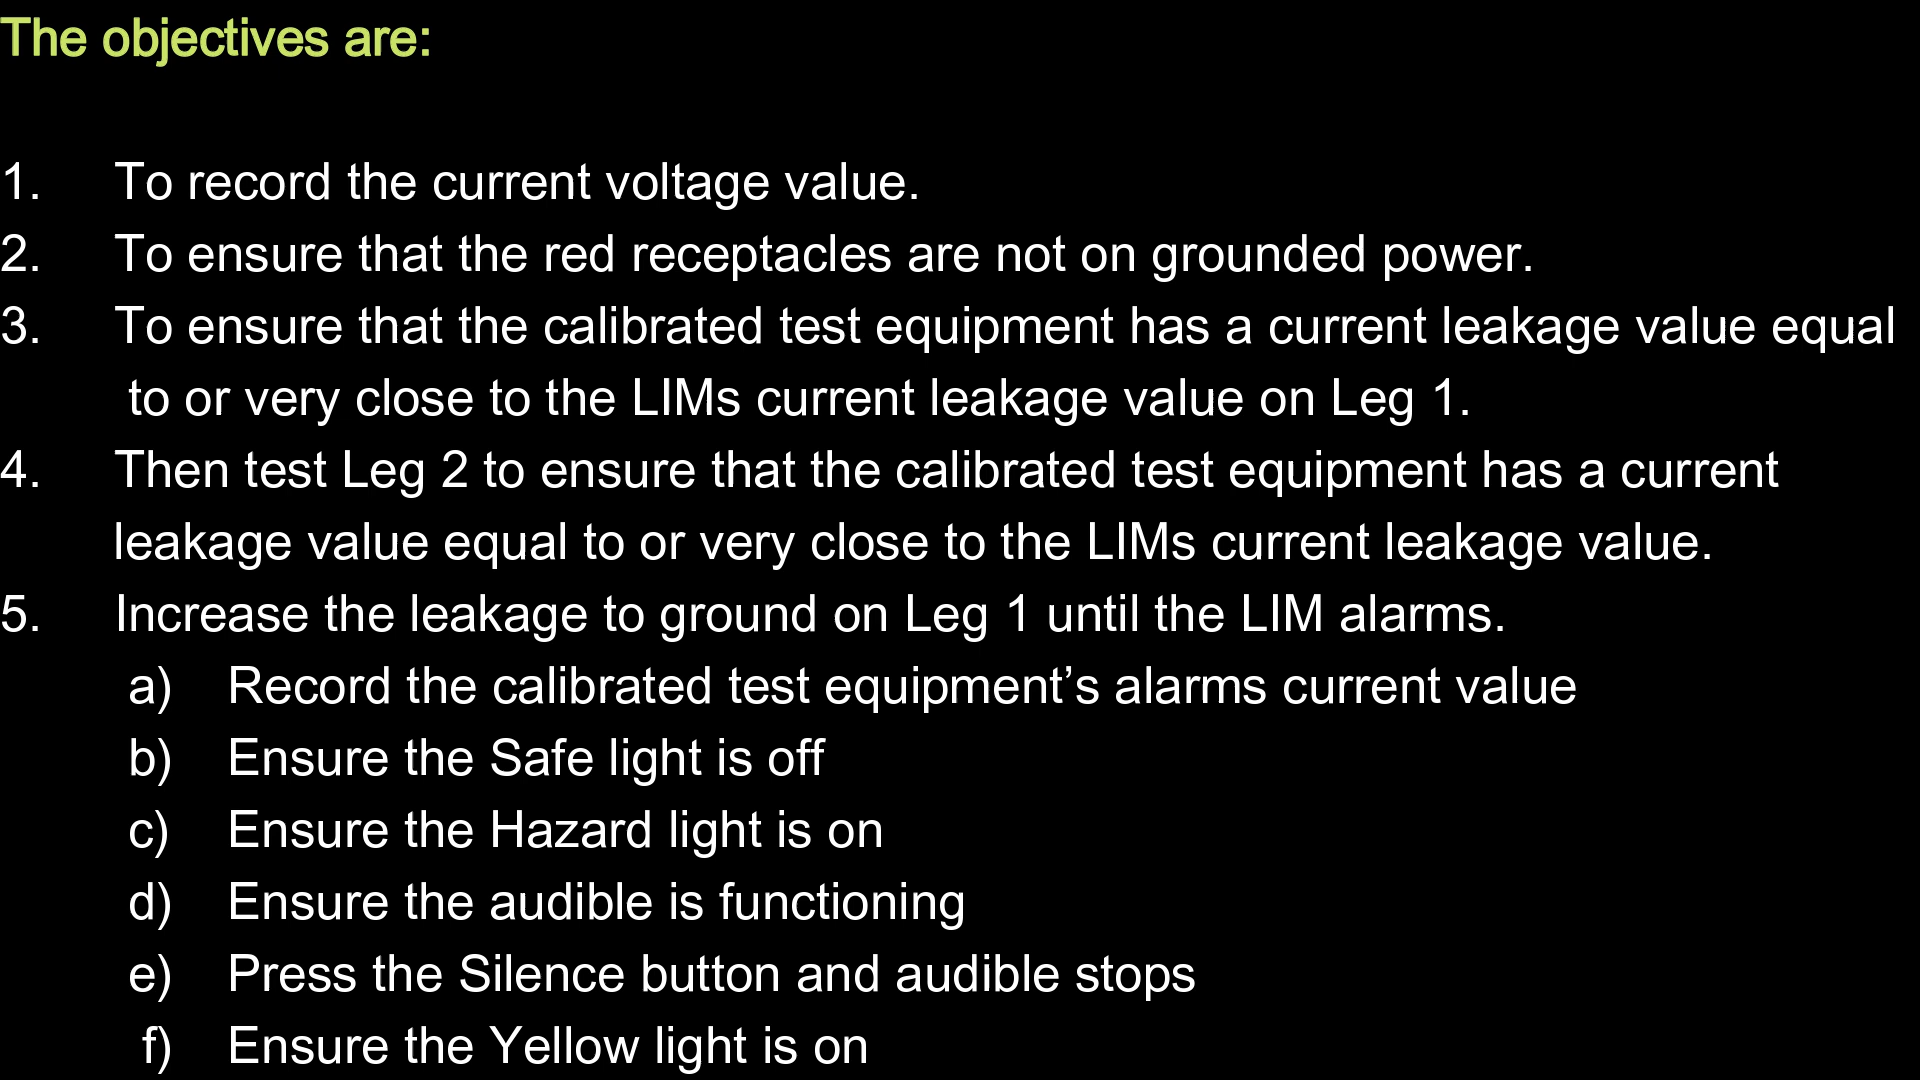 The objectives are:
1. To record the current voltage value.
2. To ensure that the red receptacles are not on grounded power.
3. To ensure that the calibrated test equipment has a current leakage value equal
to or very close to the LIMs current leakage value on Leg 1.
4. Then test Leg 2 to ensure that the calibrated test equipment has a current
leakage value equal to or very close to the LIMs current leakage value.
5. Increase the leakage to ground on Leg 1 until the LIM alarms.
a) Record the calibrated test equipment’s alarms current value
b) Ensure the Safe light is off
c) Ensure the Hazard light is on
d) Ensure the audible is functioning
e) Press the Silence button and audible stops
f) Ensure the Yellow light is on